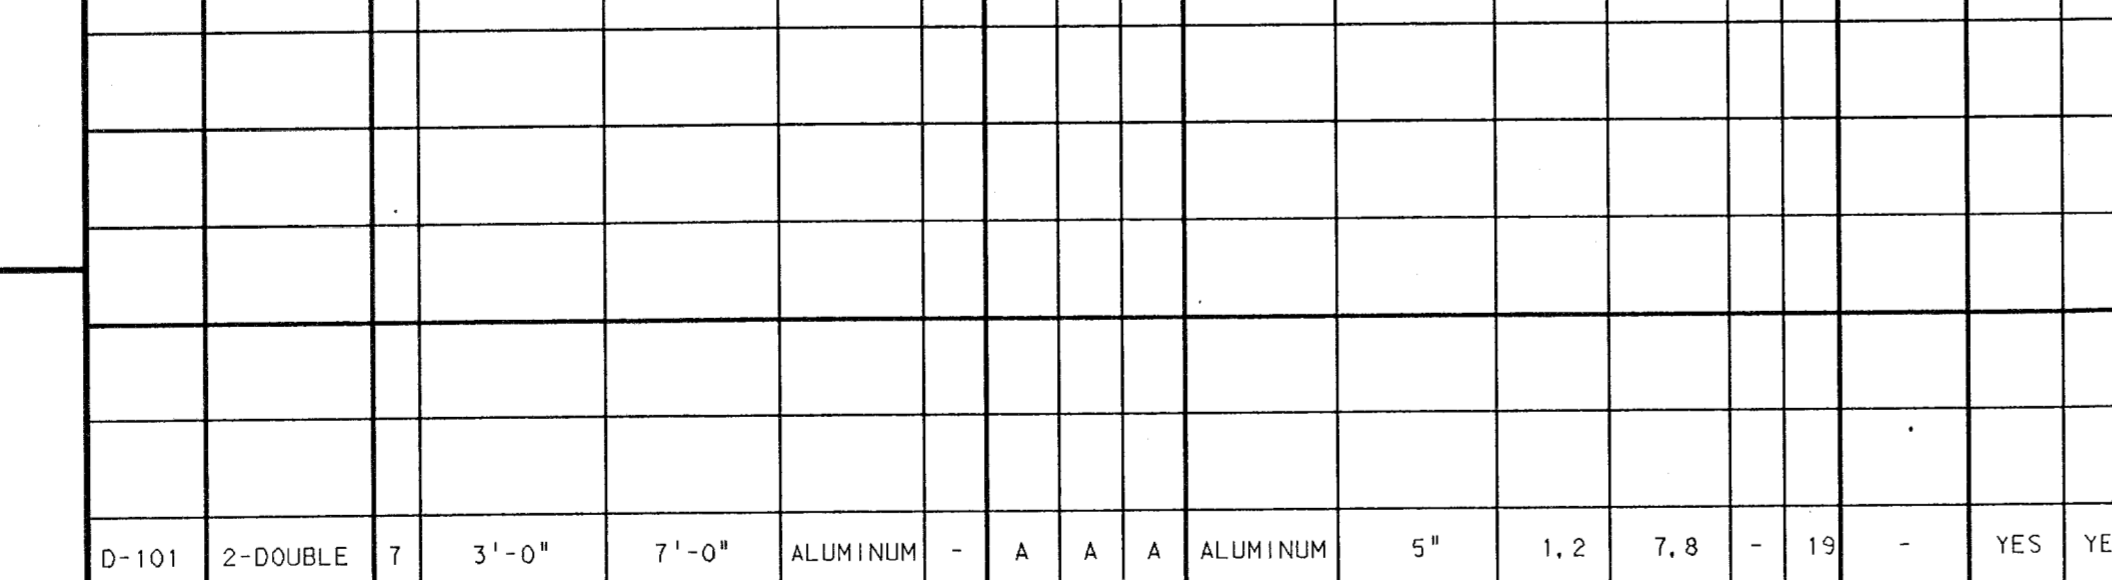 D-101 2-DOUBLE 7 3'-0" 7'-0" ALUMINUM - A A A ALUMINUM 5" 1,2 7,8 - 19 - YES